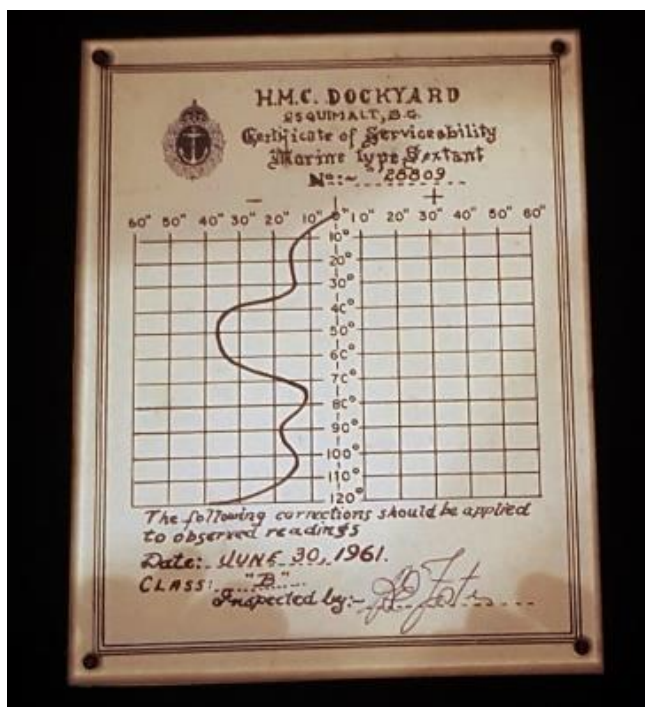 H.M.C. DOCKYARD
ESQUIMALT, B.C.
Certificate of Serviceability
Marine type Sextant
No:~ 28809
- +
60" 50" 40" 30" 20" 10" 0" 10" 20" 30" 40" 50" 60"
10°
20°
30°
40°
50°
60°
70°
80°
90°
100°
110°
120°
The following corrections should be applied
to observed readings
Date:- JUNE 30, 1961.
CLASS: "B"
Inspected by:-